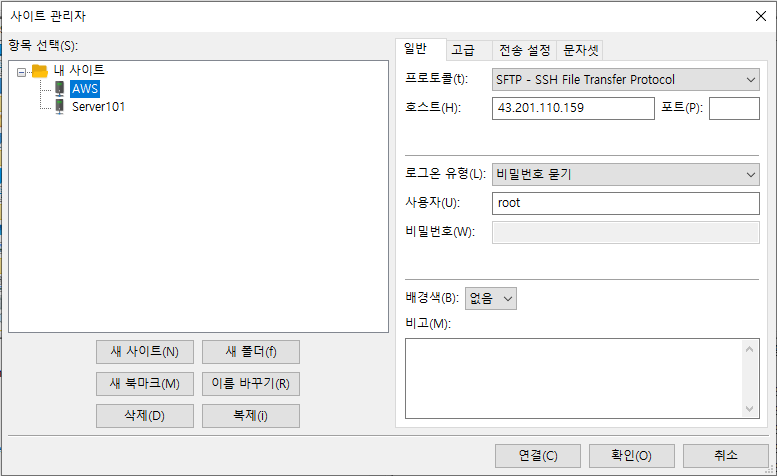 사이트 관리자
항목 선택(S):
내 사이트
AWS
Server101
새 사이트(N) 새 폴더(f)
새 북마크(M) 이름 바꾸기(R)
삭제(D) 복제(i)
일반 고급 전송 설정 문자셋
프로토콜(t): SFTP - SSH File Transfer Protocol
호스트(H): 43.201.110.159 포트(P):
로그온 유형(L): 비밀번호 묻기
사용자(U): root
비밀번호(W):
배경색(B): 없음
비고(M):
연결(C) 확인(O) 취소